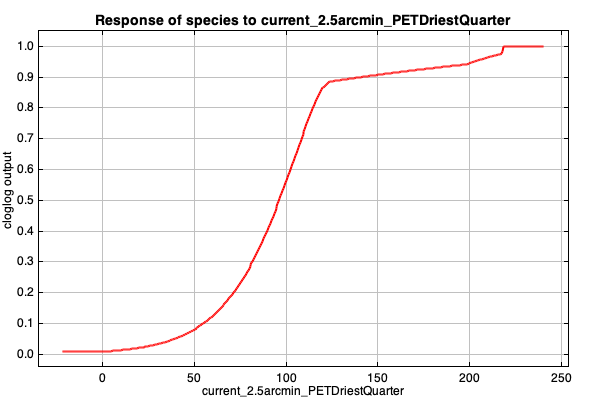 Response of species to current_2.5arcmin_PETDriestQuarter
1.0
0.9
0.8
0.7
0.6
0.5
0.4
0.3
0.2
0.1
0.0
cloglog output
0 50 100 150 200 250
current_2.5arcmin_PETDriestQuarter